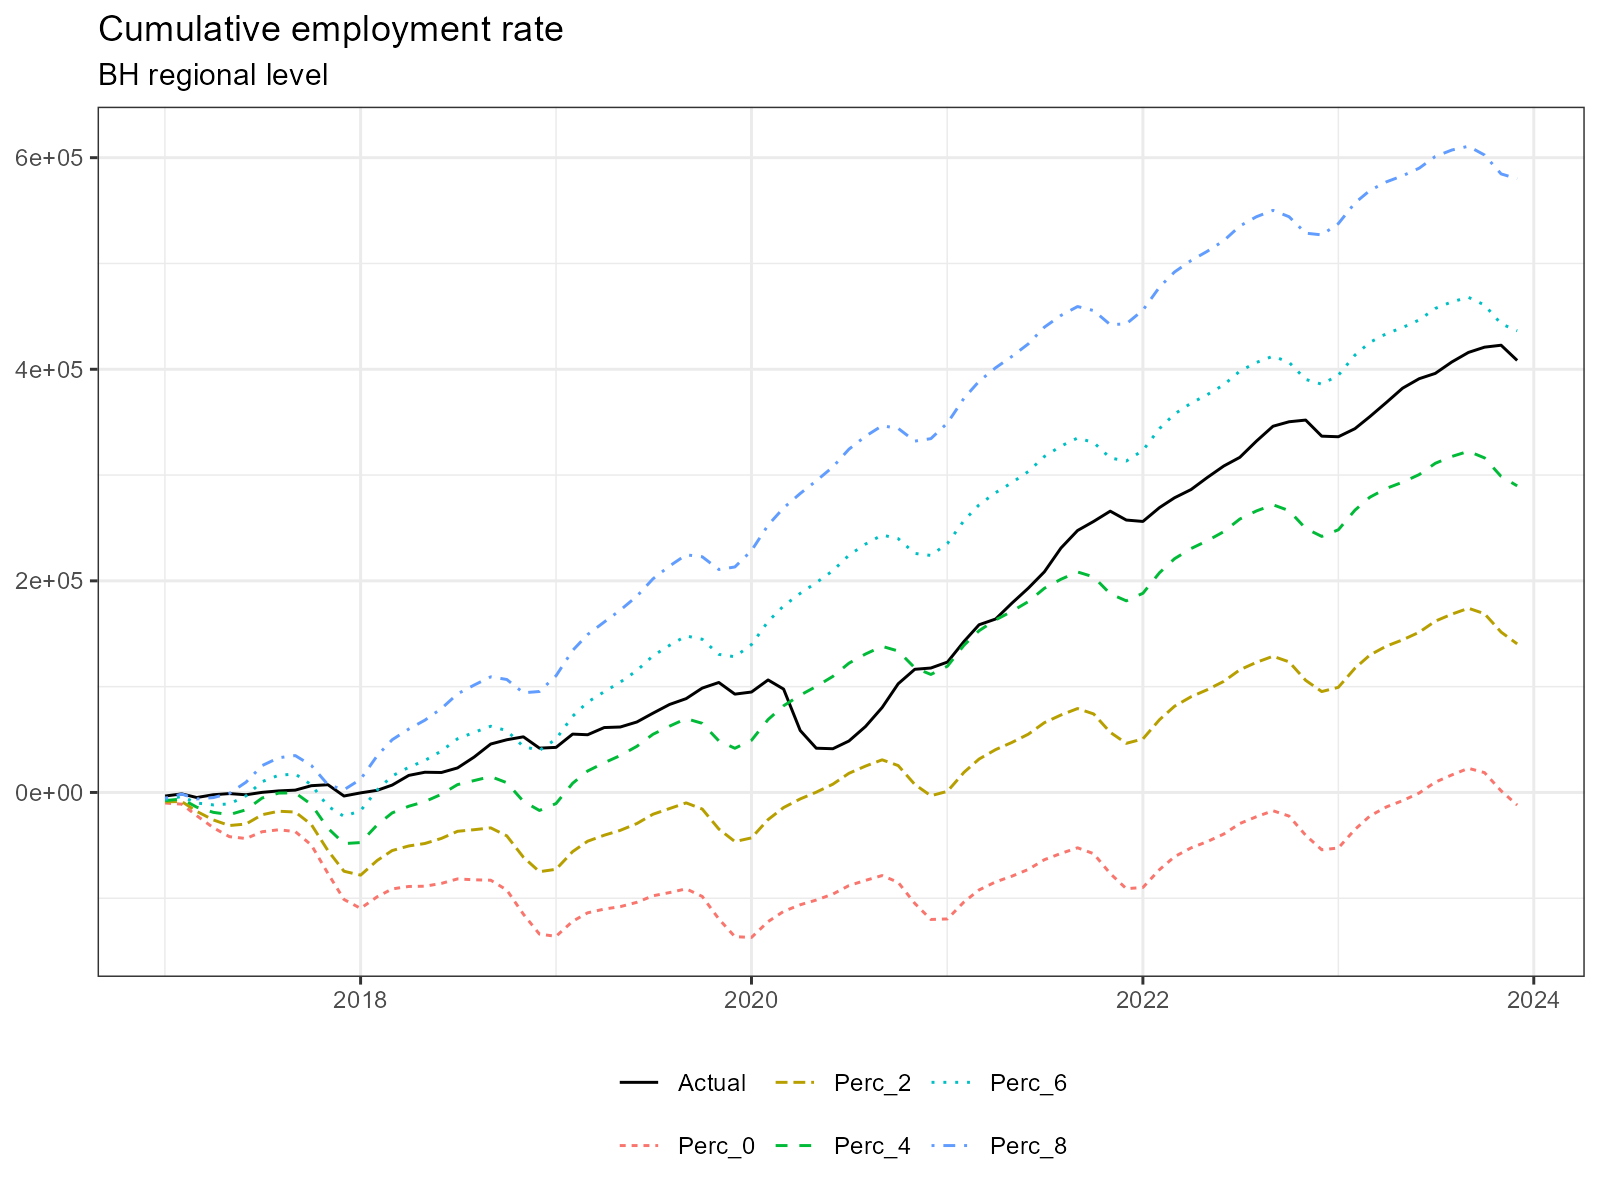 Cumulative employment rate
BH regional level
6e+05
4e+05
2e+05
0e+00
2018 2020 2022 2024
Actual Perc_2 Perc_6
Perc_0 Perc_4 Perc_8